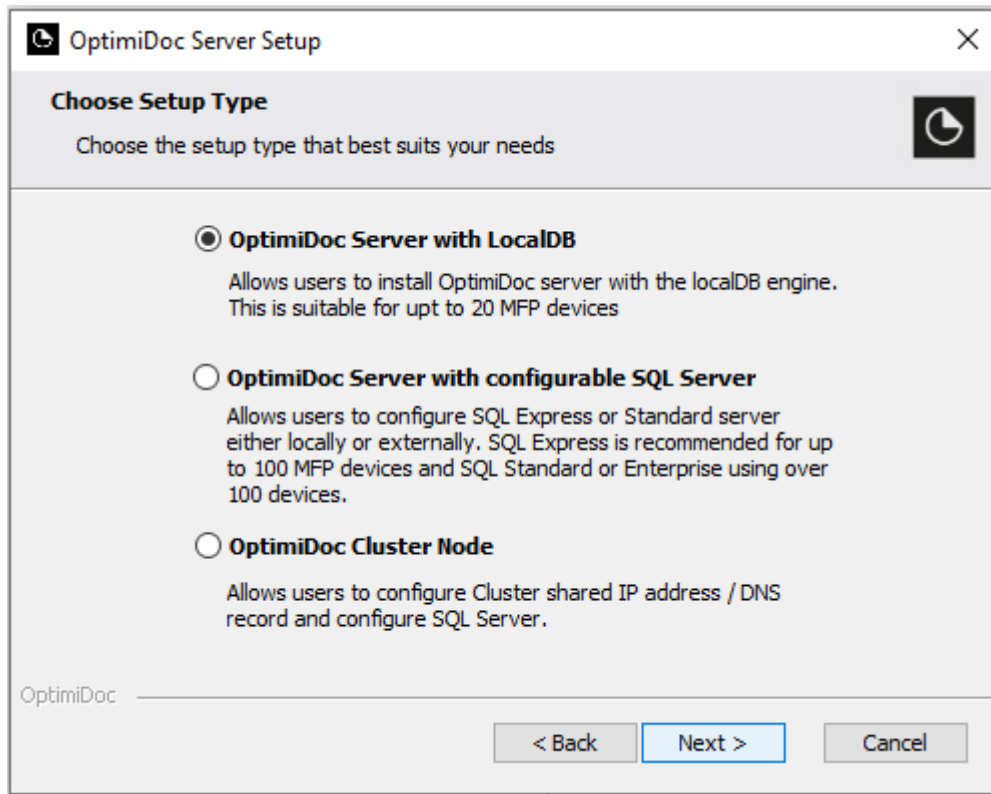 OptimiDoc Server Setup
Choose Setup Type
Choose the setup type that best suits your needs
OptimiDoc Server with LocalDB
Allows users to install OptimiDoc server with the localDB engine.
This is suitable for upt to 20 MFP devices
OptimiDoc Server with configurable SQL Server
Allows users to configure SQL Express or Standard server
either locally or externally. SQL Express is recommended for up
to 100 MFP devices and SQL Standard or Enterprise using over
100 devices.
OptimiDoc Cluster Node
Allows users to configure Cluster shared IP address / DNS
record and configure SQL Server.
OptimiDoc
< Back Next > Cancel